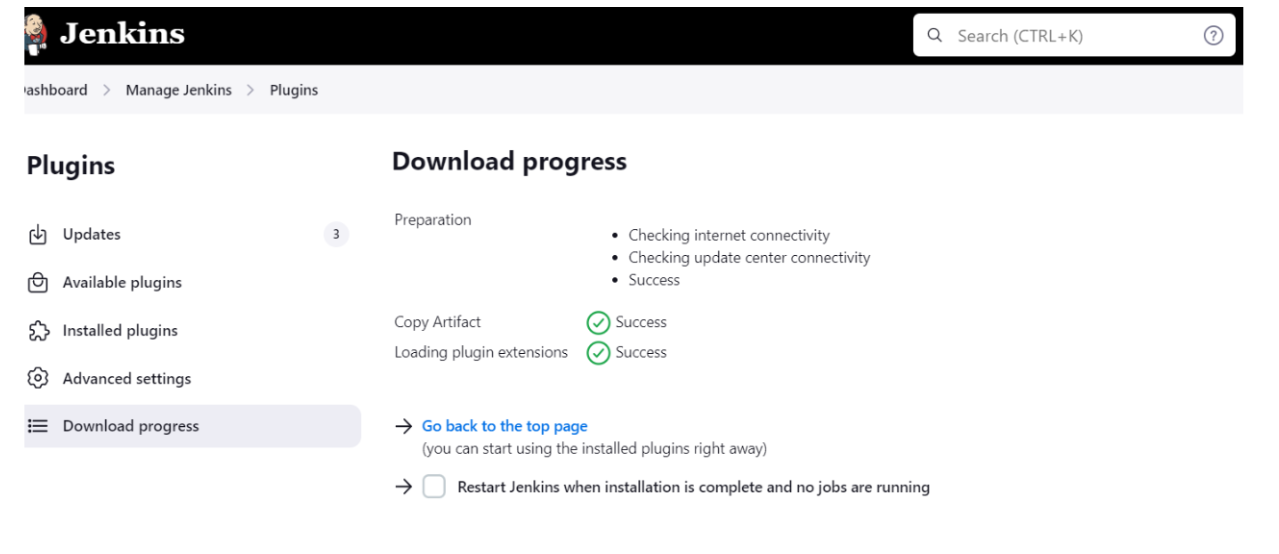 Jenkins
Search (CTRL+K)
ashboard > Manage Jenkins > Plugins
Plugins
Updates 3
Available plugins
Installed plugins
Advanced settings
Download progress
Download progress
Preparation
• Checking internet connectivity
• Checking update center connectivity
• Success
Copy Artifact Success
Loading plugin extensions Success
→ Go back to the top page
(you can start using the installed plugins right away)
→ Restart Jenkins when installation is complete and no jobs are running